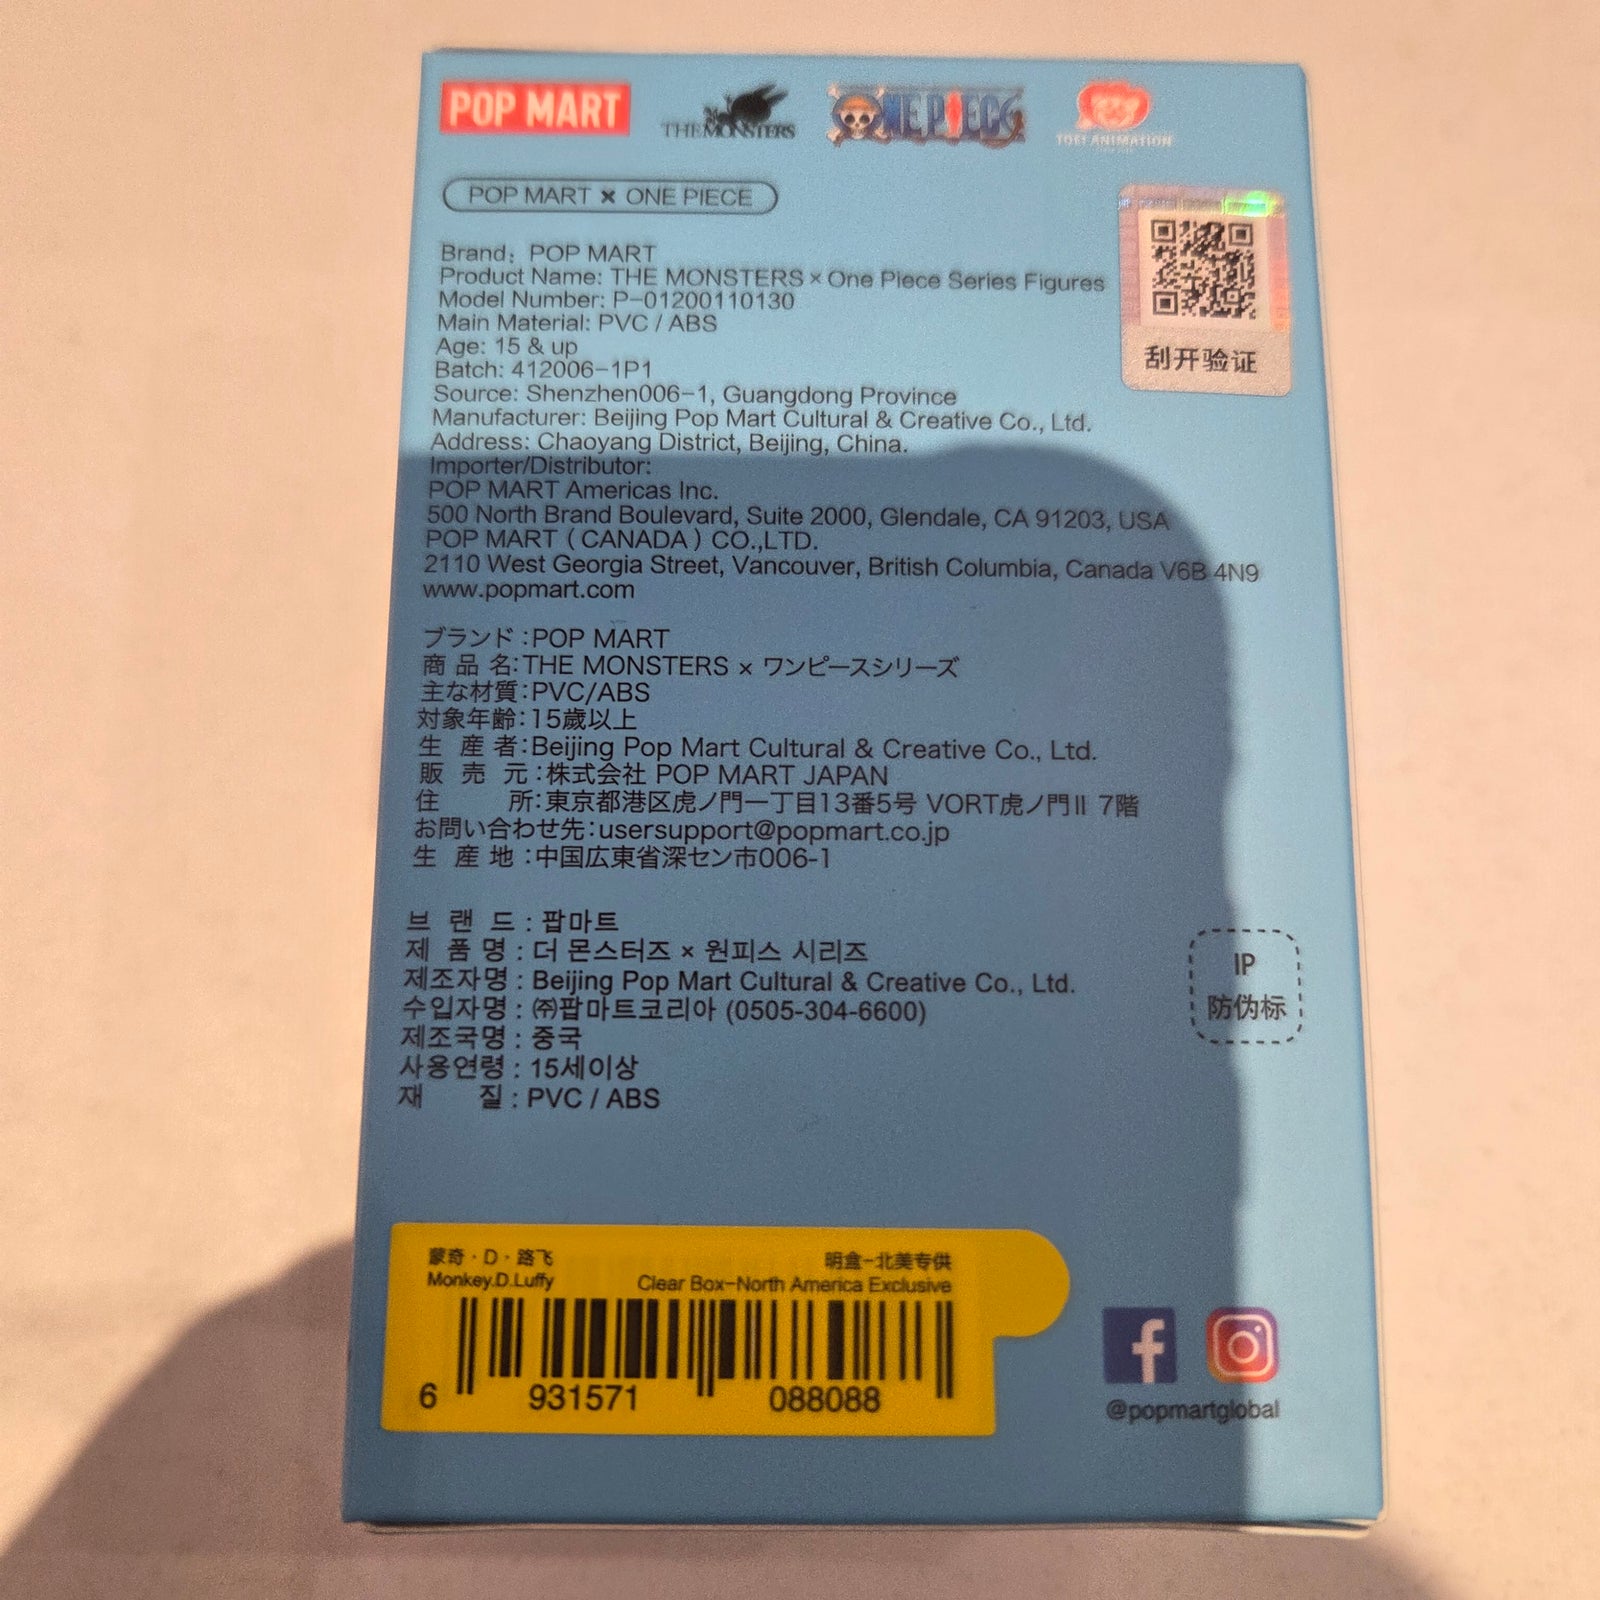 POP MART
THE MONSTERS
ONE PIECE
TOEI ANIMATION
POP MART × ONE PIECE
Brand: POP MART
Product Name: THE MONSTERS × One Piece Series Figures
Model Number: P-01200110130
Main Material: PVC / ABS
Age: 15 & up
Batch: 412006-1P1
Source: Shenzhen006-1, Guangdong Province
Manufacturer: Beijing Pop Mart Cultural & Creative Co., Ltd.
Address: Chaoyang District, Beijing, China.
Importer/Distributor:
POP MART Americas Inc.
500 North Brand Boulevard, Suite 2000, Glendale, CA 91203, USA
POP MART ( CANADA ) CO.,LTD.
2110 West Georgia Street, Vancouver, British Columbia, Canada V6B 4N9
www.popmart.com
刮开验证
ブランド:POP MART
商品名:THE MONSTERS × ワンピースシリーズ
主な材質:PVC/ABS
対象年齢:15歳以上
生産者:Beijing Pop Mart Cultural & Creative Co., Ltd.
販売元:株式会社 POP MART JAPAN
住所:東京都港区虎ノ門一丁目13番5号 VORT虎ノ門II 7階
お問い合わせ先:usersupport@popmart.co.jp
生産地:中国広東省深セン市006-1
브랜드 : 팝마트
제품명 : 더 몬스터즈 × 원피스 시리즈
제조자명 : Beijing Pop Mart Cultural & Creative Co., Ltd.
수입자명 : ㈜팝마트코리아 (0505-304-6600)
제조국명 : 중국
사용연령 : 15세이상
재질 : PVC / ABS
IP
防伪标
蒙奇·D·路飞 明盒-北美专供
Monkey.D.Luffy Clear Box-North America Exclusive
6 931571 088088
@popmartglobal